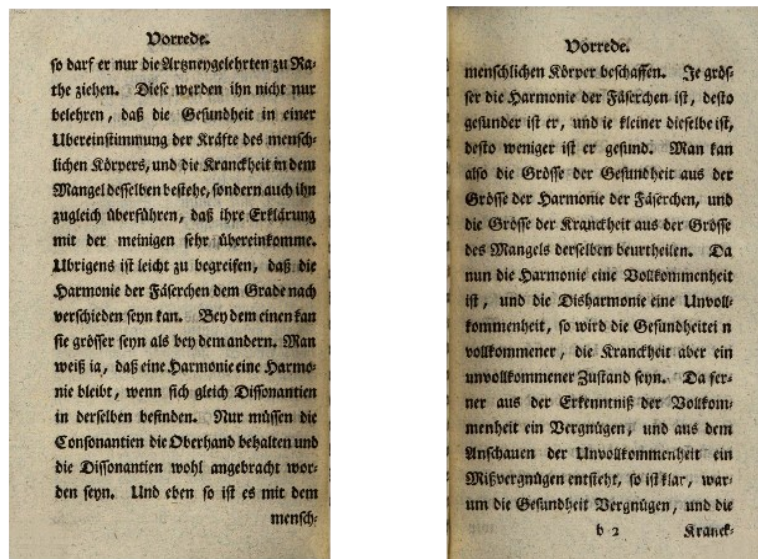 Vorrede.
so darf er nur die Artzneygelehrten zu Ra-
the ziehen. Diese werden ihn nicht nur
belehren, daß die Gesundheit in einer
Ubereinstimmung der Kräfte des mensch-
lichen Körpers, und die Kranckheit in dem
Mangel desselben bestehe, sondern auch ihn
zugleich überführen, daß ihre Erklärung
mit der meinigen sehr übereinkomme.
Ubrigens ist leicht zu begreifen, daß die
Harmonie der Fäserchen dem Grade nach
verschieden seyn kan. Bey dem einen kan
sie grösser seyn als bey dem andern. Man
weiß ia, daß eine Harmonie eine Harmo-
nie bleibt, wenn sich gleich Dissonantien
in derselben befinden. Nur müssen die
Consonantien die Oberhand behalten und
die Dissonantien wohl angebracht wor-
den seyn. Und eben so ist es mit dem
mensch-
Vorrede.
menschlichen Körper beschaffen. Je grös-
ser die Harmonie der Fäserchen ist, desto
gesunder ist er, und ie kleiner dieselbe ist,
desto weniger ist er gesund. Man kan
also die Grösse der Gesundheit aus der
Grösse der Harmonie der Fäserchen, und
die Grösse der Kranckheit aus der Grösse
des Mangels derselben beurtheilen. Da
nun die Harmonie eine Vollkommenheit
ist, und die Disharmonie eine Unvoll-
kommenheit, so wird die Gesundheitei n
vollkommener, die Kranckheit aber ein
unvollkommener Zustand seyn. Da fer-
ner aus der Erkenntniß der Vollkom-
menheit ein Vergnügen, und aus dem
Anschauen der Unvollkommenheit ein
Mißvergnügen entsteht, so ist klar, war-
um die Gesundheit Vergnügen, und die
b 2 Kranck-